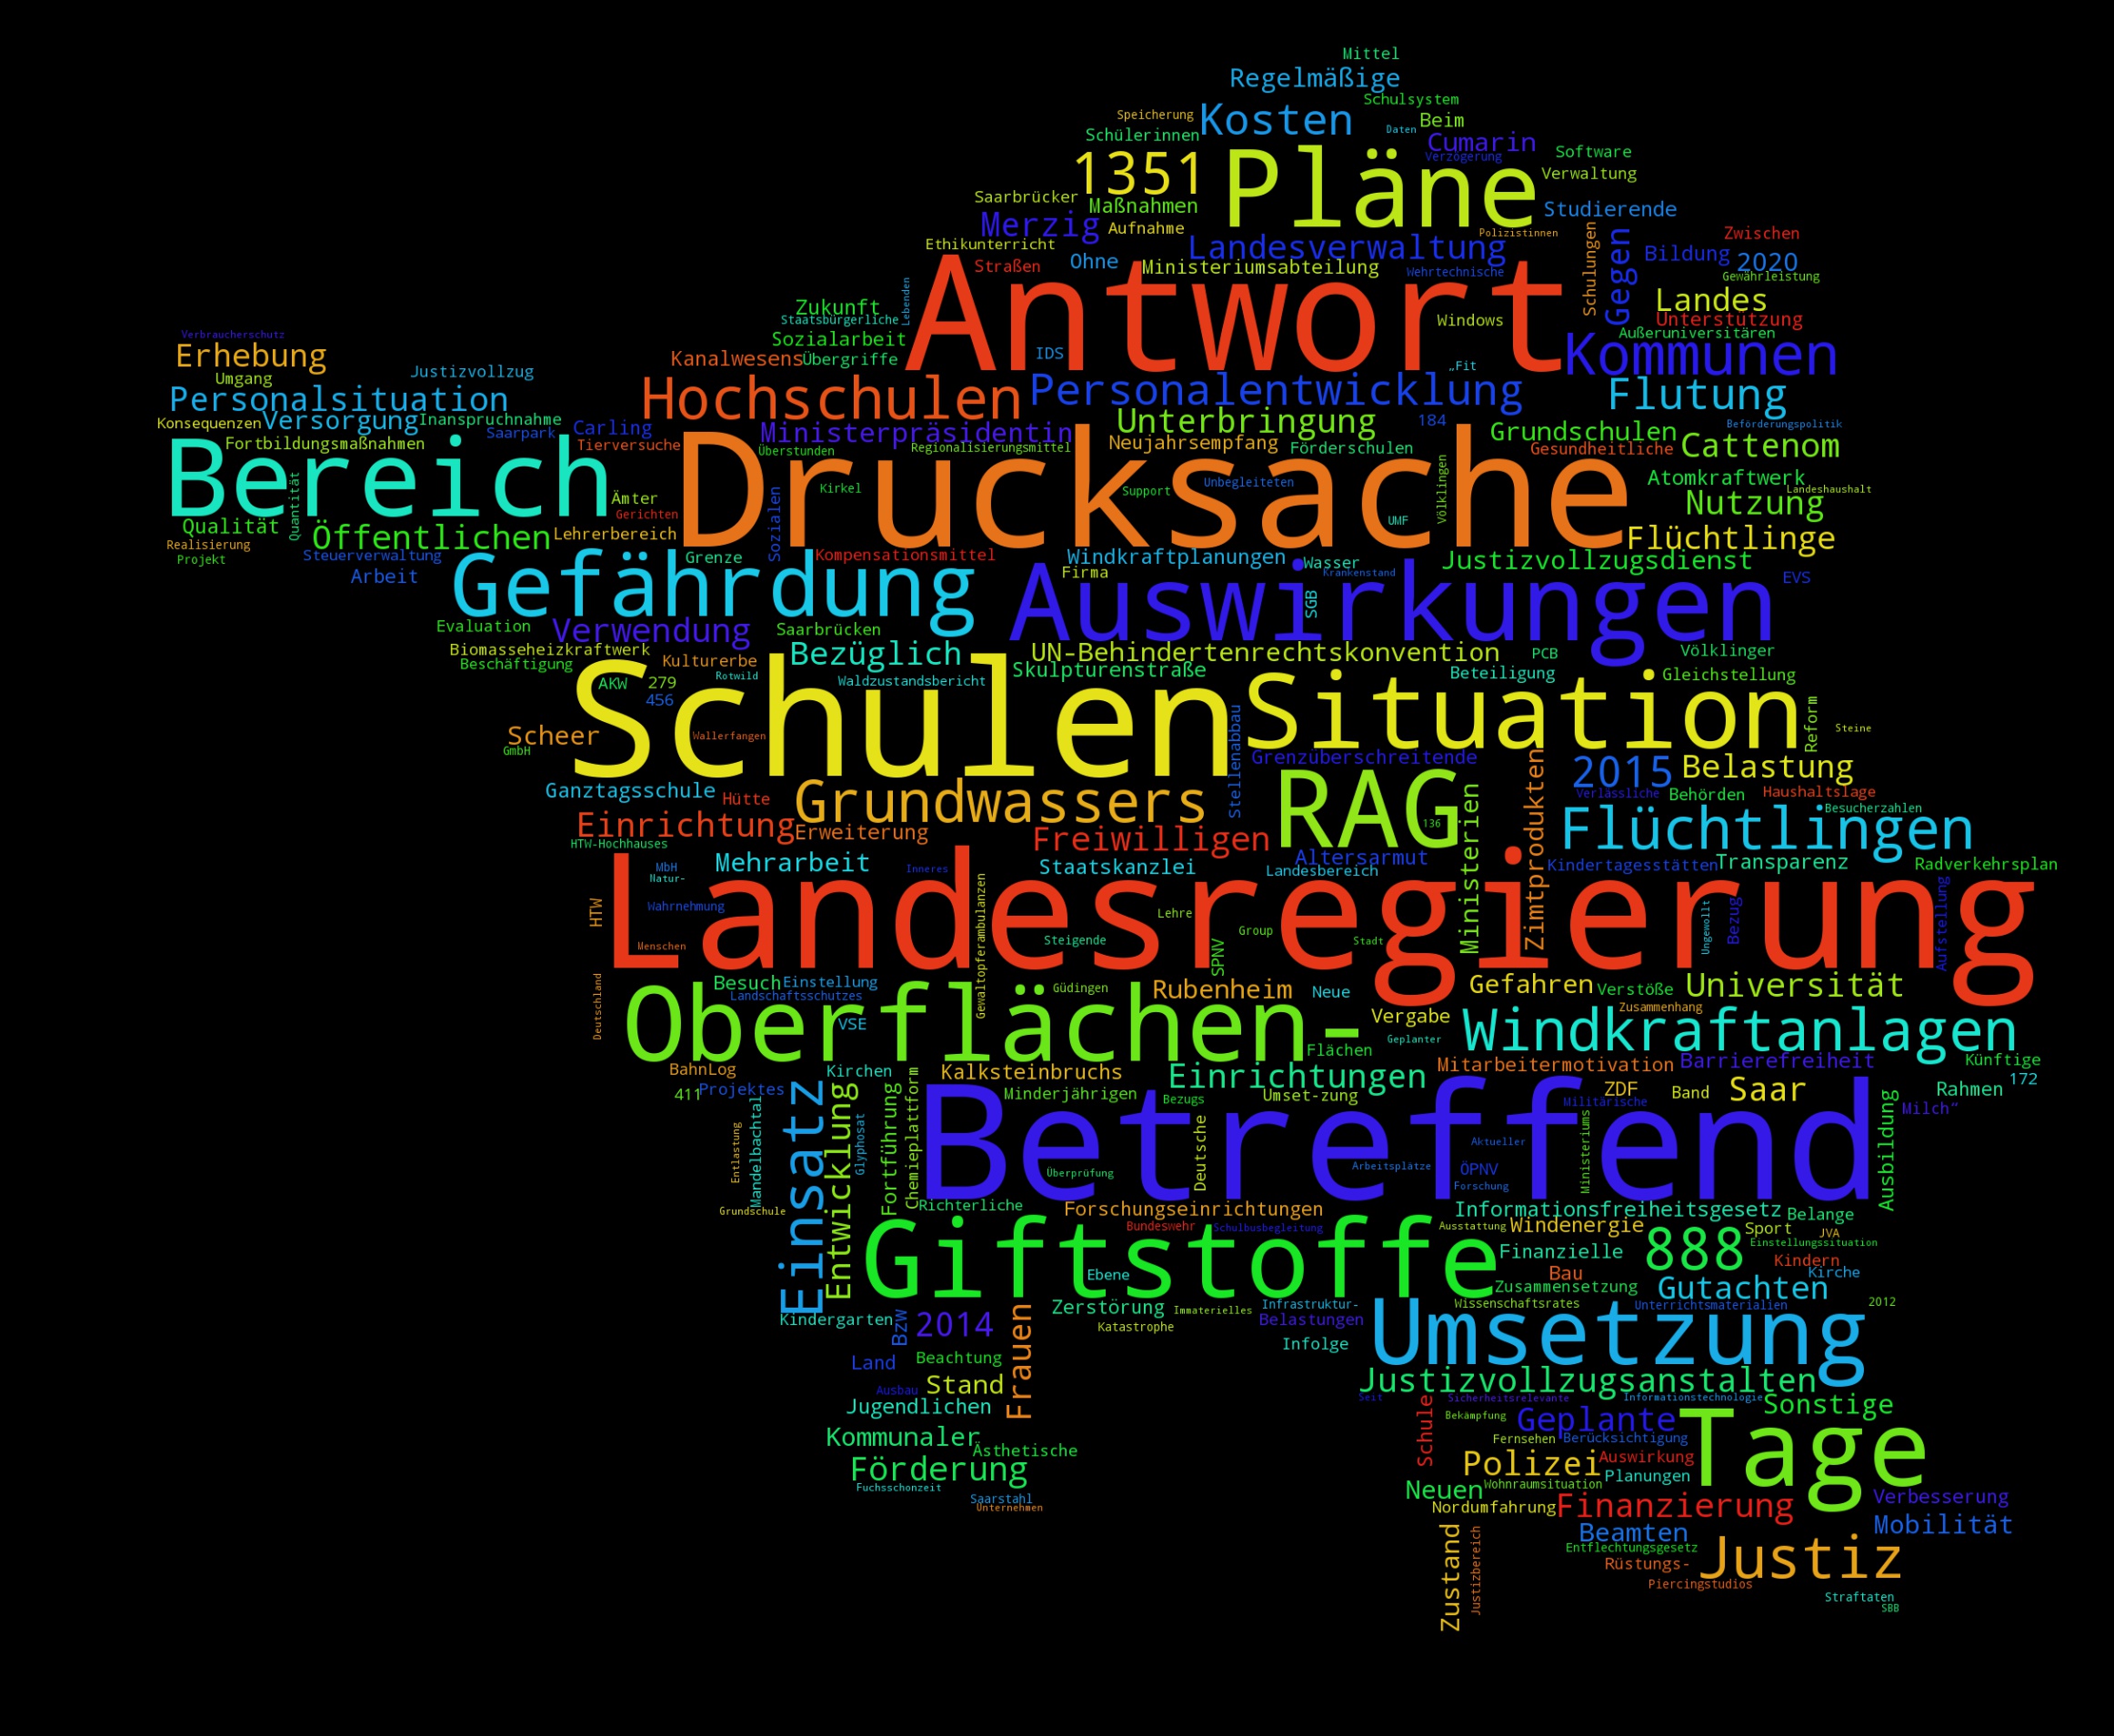 Mittel
Regelmäßige
Schulsystem
Speicherung
Kosten
Beim
Daten
Schülerinnen
Cumarin
Verzögerung
Software
1351
Pläne
Verwaltung
Saarbrücker
Maßnahmen
Studierende
Merzig
Aufnahme
Polizistinnen
Zwischen
Ethikunterricht
Landesverwaltung
Schulungen
Gegen
Bildung
2020
Straßen
Ohne
Ministeriumsabteilung
Wehrtechnische
Gewährleistung
Antwort
Lebenden
Landes
Zukunft
Staatsbürgerliche
Windows
Unterstützung
Außeruniversitären
Verbraucherschutz
Sozialarbeit
Erhebung
Kanalwesens
Übergriffe
IDS
Kommunen
„Fit
Umgang
Justizvollzug
Personalsituation
Hochschulen
Personalentwicklung
Flutung
Konsequenzen
Versorgung
Inanspruchnahme
Carling
Unterbringung
184
Beförderungspolitik
Saarpark
Ministerpräsidentin
Grundschulen
Fortbildungsmaßnahmen
Tierversuche
Überstunden
Regionalisierungsmittel
Neujahrsempfang
Förderschulen
Gesundheitliche
Cattenom
Bereich
Drucksache
Atomkraftwerk
Quantität
Ämter
Kirkel
Support
Unbegleiteten
Völklingen
Landeshaushalt
Nutzung
Gerichten
Sozialen
UMF
Qualität
Öffentlichen
Lehrerbereich
Flüchtlinge
Realisierung
Projekt
Steuerverwaltung
Grenze
Kompensationsmittel
Windkraftplanungen
Wasser
Justizvollzugsdienst
Arbeit
Gefährdung
Firma
Krankenstand
EVS
Auswirkungen
SGB
Evaluation
Verwendung
Saarbrücken
Biomasseheizkraftwerk
Bezüglich
UN-Behindertenrechtskonvention
PCB
Völklinger
Beschäftigung
Kulturerbe
Skulpturenstraße
Beteiligung
Gleichstellung
AKW
279
Rotwild
Waldzustandsbericht
456
Schulen
Situation
Scheer
Wallerfangen
Stellenabbau
Reform
Steine
GmbH
Grenzüberschreitende
2015
Belastung
Ganztagsschule
Hütte
Grundwassers
RAG
Zimtprodukten
Verlässliche
Behörden
Haushaltslage
Besucherzahlen
Einrichtung
Erweiterung
Freiwilligen
136
Ministerien
Flüchtlingen
HTW-Hochhauses
Mehrarbeit
Staatskanzlei
Altersarmut
Landesbereich
Kindertagesstätten
Transparenz
Radverkehrsplan
MbH
Natur-
Inneres
Landesregierung
HTW
Wahrnehmung
Gewaltopferambulanzen
Lehre
Ungewollt
Bezug
Aufstellung
Menschen
Steigende
SPNV
Group
Stadt
Deutschland
Besuch
Einstellung
Landschaftsschutzes
Güdingen
Rubenheim
Neue
Gefahren
Verstöße
Universität
Oberflächen-
VSE
Vergabe
Zusammenhang
Windkraftanlagen
Flächen
Geplanter
BahnLog
Kirchen
Kalksteinbruchs
Einrichtungen
Mitarbeitermotivation
Barrierefreiheit
Künftige
172
411
Projektes
Minderjährigen
Bezugs
Umset-zung
ZDF
Band
Saar
Rahmen
Einsatz
Entwicklung
Betreffend
Militärische
Milch“
Mandelbachtal
Entlastung
Glyphosat
Fortführung
Chemieplattform
Deutsche
Aktueller
Ministeriums
Ausbildung
Überprüfung
Arbeitsplätze
ÖPNV
Forschung
Grundschule
Richterliche
Forschungseinrichtungen
Informationsfreiheitsgesetz
Belange
Bundeswehr
Schulbusbegleitung
Ausstattung
Windenergie
Sport
JVA
Giftstoffe
Finanzielle
888
Einstellungssituation
Ebene
Bau
Kindern
Kirche
Zusammensetzung
Gutachten
Zerstörung
Immaterielles
Infrastruktur-
Wissenschaftsrates
Unterrichtsmaterialien
2012
Kindergarten
Bzw
2014
Frauen
Katastrophe
Belastungen
Umsetzung
Infolge
Land
Beachtung
Ausbau
Stand
Justizvollzugsanstalten
Jugendlichen
Seit
Sicherheitsrelevante
Informationstechnologie
Sonstige
Schule
Bekämpfung
Geplante
Tage
Kommunaler
Ästhetische
Fernsehen
Berücksichtigung
Förderung
Polizei
Auswirkung
Planungen
Fuchsschonzeit
Neuen
Wohnraumsituation
Saarstahl
Unternehmen
Nordumfahrung
Finanzierung
Verbesserung
Zustand
Justizbereich
Beamten
Mobilität
Entflechtungsgesetz
Rüstungs-
Justiz
Piercingstudios
Straftaten
SBB